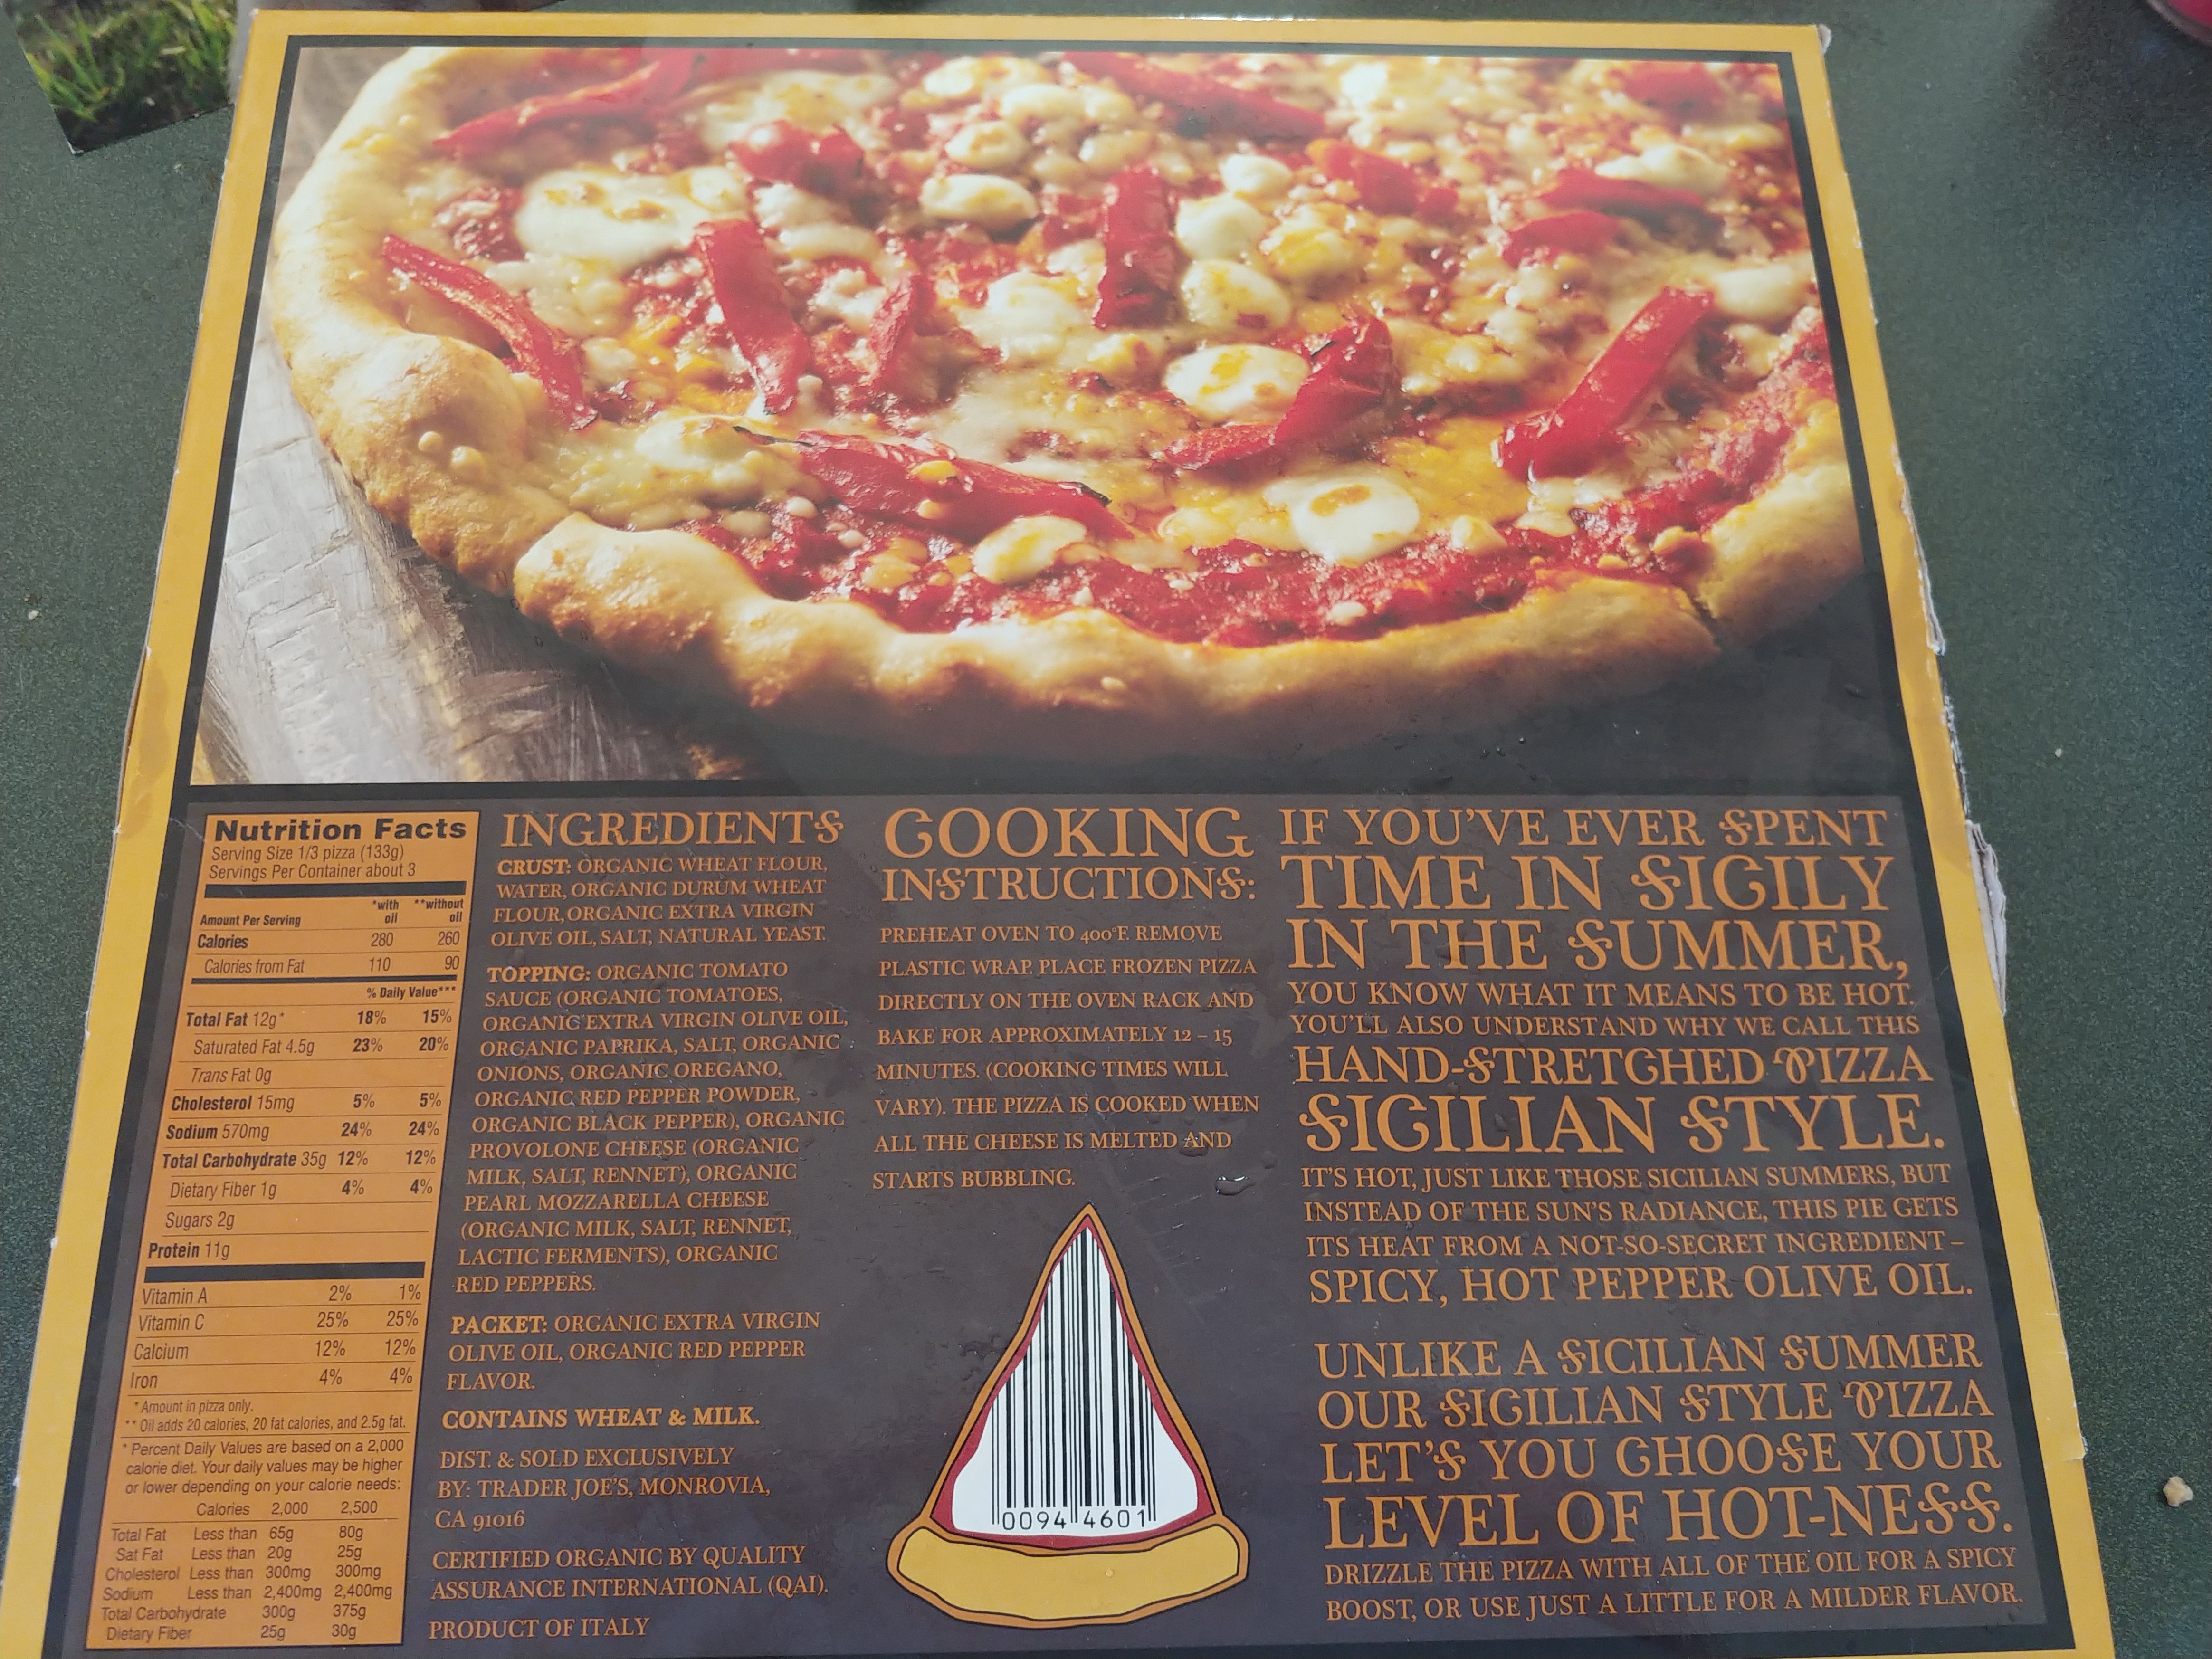 Nutrition Facts
Serving Size 1/3 pizza (133g)
Servings Per Container about 3
Amount Per Serving *with oil **without oil
Calories 280 260
Calories from Fat 110 90
% Daily Value***
Total Fat 12g* 18% 15%
Saturated Fat 4.5g 23% 20%
Trans Fat 0g
Cholesterol 15mg 5% 5%
Sodium 570mg 24% 24%
Total Carbohydrate 35g 12% 12%
Dietary Fiber 1g 4% 4%
Sugars 2g
Protein 11g
Vitamin A 2% 1%
Vitamin C 25% 25%
Calcium 12% 12%
Iron 4% 4%
* Amount in pizza only.
** Oil adds 20 calories, 20 fat calories, and 2.5g fat.
* Percent Daily Values are based on a 2,000
calorie diet. Your daily values may be higher
or lower depending on your calorie needs:
Calories 2,000 2,500
Total Fat Less than 65g 80g
Sat Fat Less than 20g 25g
Cholesterol Less than 300mg 300mg
Sodium Less than 2,400mg 2,400mg
Total Carbohydrate 300g 375g
Dietary Fiber 25g 30g
INGREDIENTS
CRUST: ORGANIC WHEAT FLOUR,
WATER, ORGANIC DURUM WHEAT
FLOUR, ORGANIC EXTRA VIRGIN
OLIVE OIL, SALT, NATURAL YEAST.
TOPPING: ORGANIC TOMATO
SAUCE (ORGANIC TOMATOES,
ORGANIC EXTRA VIRGIN OLIVE OIL,
ORGANIC PAPRIKA, SALT, ORGANIC
ONIONS, ORGANIC OREGANO,
ORGANIC RED PEPPER POWDER,
ORGANIC BLACK PEPPER), ORGANIC
PROVOLONE CHEESE (ORGANIC
MILK, SALT, RENNET), ORGANIC
PEARL MOZZARELLA CHEESE
(ORGANIC MILK, SALT, RENNET,
LACTIC FERMENTS), ORGANIC
RED PEPPERS.
PACKET: ORGANIC EXTRA VIRGIN
OLIVE OIL, ORGANIC RED PEPPER
FLAVOR.
CONTAINS WHEAT & MILK.
DIST. & SOLD EXCLUSIVELY
BY: TRADER JOE'S, MONROVIA,
CA 91016
CERTIFIED ORGANIC BY QUALITY
ASSURANCE INTERNATIONAL (QAI).
PRODUCT OF ITALY
COOKING
INSTRUCTIONS:
PREHEAT OVEN TO 400°F. REMOVE
PLASTIC WRAP. PLACE FROZEN PIZZA
DIRECTLY ON THE OVEN RACK AND
BAKE FOR APPROXIMATELY 12 – 15
MINUTES. (COOKING TIMES WILL
VARY). THE PIZZA IS COOKED WHEN
ALL THE CHEESE IS MELTED AND
STARTS BUBBLING.
0094 4601
IF YOU'VE EVER SPENT
TIME IN SICILY
IN THE SUMMER,
YOU KNOW WHAT IT MEANS TO BE HOT.
YOU'LL ALSO UNDERSTAND WHY WE CALL THIS
HAND-STRETCHED PIZZA
SICILIAN STYLE.
IT'S HOT, JUST LIKE THOSE SICILIAN SUMMERS, BUT
INSTEAD OF THE SUN'S RADIANCE, THIS PIE GETS
ITS HEAT FROM A NOT-SO-SECRET INGREDIENT –
SPICY, HOT PEPPER OLIVE OIL.
UNLIKE A SICILIAN SUMMER
OUR SICILIAN STYLE PIZZA
LET'S YOU CHOOSE YOUR
LEVEL OF HOT-NESS.
DRIZZLE THE PIZZA WITH ALL OF THE OIL FOR A SPICY
BOOST, OR USE JUST A LITTLE FOR A MILDER FLAVOR.